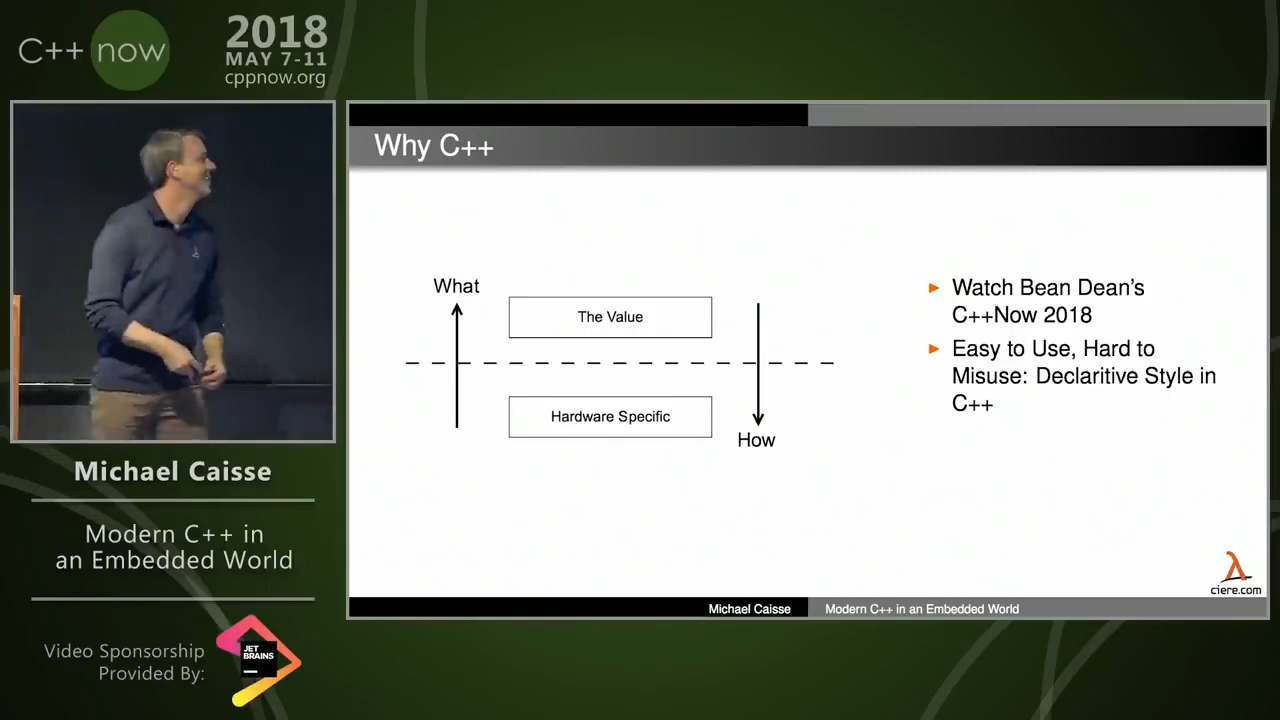 C++ now
2018
MAY 7-11
cppnow.org
Michael Caisse
Modern C++ in
an Embedded World
Video Sponsorship
Provided By:
JET
BRAINS
Why C++
What
The Value
Hardware Specific
How
Watch Bean Dean's
C++Now 2018
Easy to Use, Hard to
Misuse: Declaritive Style in
C++
λ
ciere.com
Michael Caisse
Modern C++ in an Embedded World